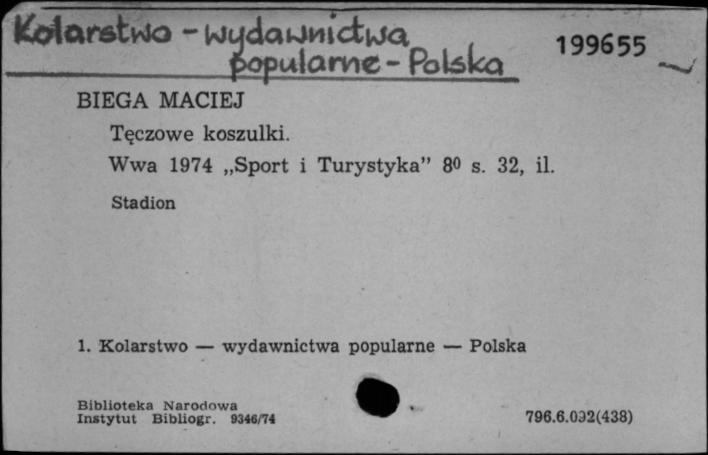 Kolarstwo - wydawnictwa
popularne - Polska
199655
BIEGA MACIEJ
Tęczowe koszulki.
Wwa 1974 „Sport i Turystyka” 8⁰ s. 32, il.
Stadion
1. Kolarstwo — wydawnictwa popularne — Polska
Biblioteka Narodowa
Instytut Bibliogr. 9346/74
796.6.092(438)